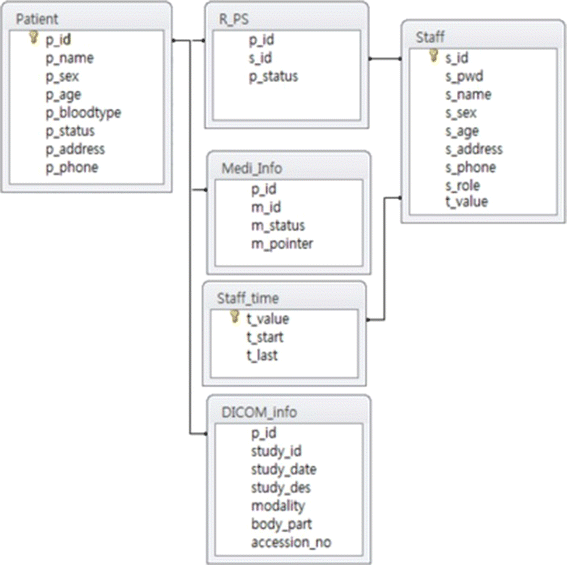 Patient
p_id
p_name
p_sex
p_age
p_bloodtype
p_status
p_address
p_phone
R_PS
p_id
s_id
p_status
Staff
s_id
s_pwd
s_name
s_sex
s_age
s_address
s_phone
s_role
t_value
Medi_Info
p_id
m_id
m_status
m_pointer
Staff_time
t_value
t_start
t_last
DICOM_info
p_id
study_id
study_date
study_des
modality
body_part
accession_no